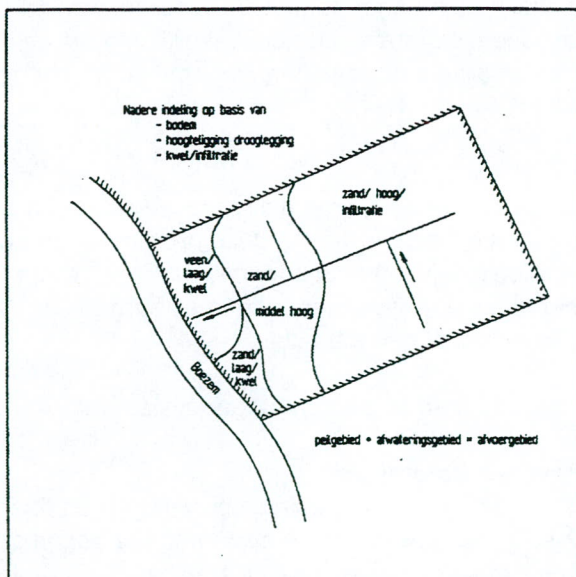 Nadere indeling op basis van
- bodem
- hoogteligging drooglegging
- kwel/infiltratie
zand/ hoog/
infiltratie
veen/
laag/
kwel
zand/
middel hoog
zand/
laag/
kwel
Boezem
peilgebied = afwateringsgebied = afvoergebied